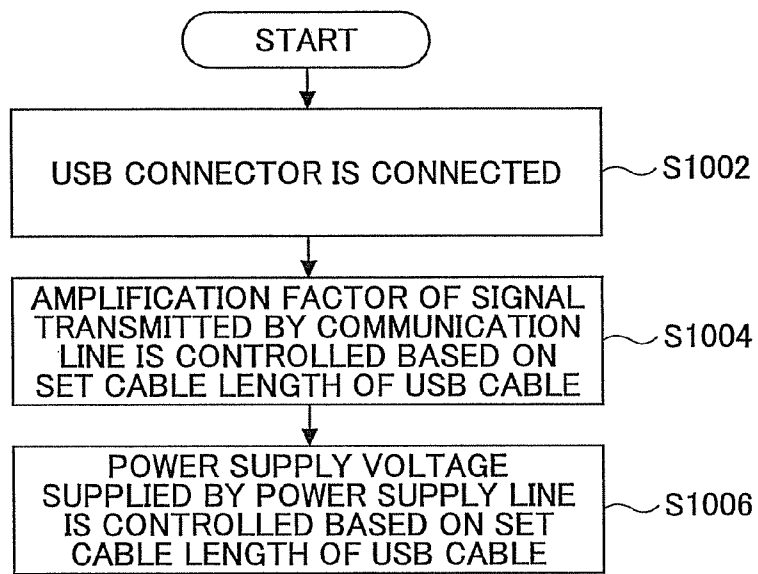 START
USB CONNECTOR IS CONNECTED
S1002
AMPLIFICATION FACTOR OF SIGNAL
TRANSMITTED BY COMMUNICATION
LINE IS CONTROLLED BASED ON
SET CABLE LENGTH OF USB CABLE
S1004
POWER SUPPLY VOLTAGE
SUPPLIED BY POWER SUPPLY LINE
IS CONTROLLED BASED ON SET
CABLE LENGTH OF USB CABLE
S1006